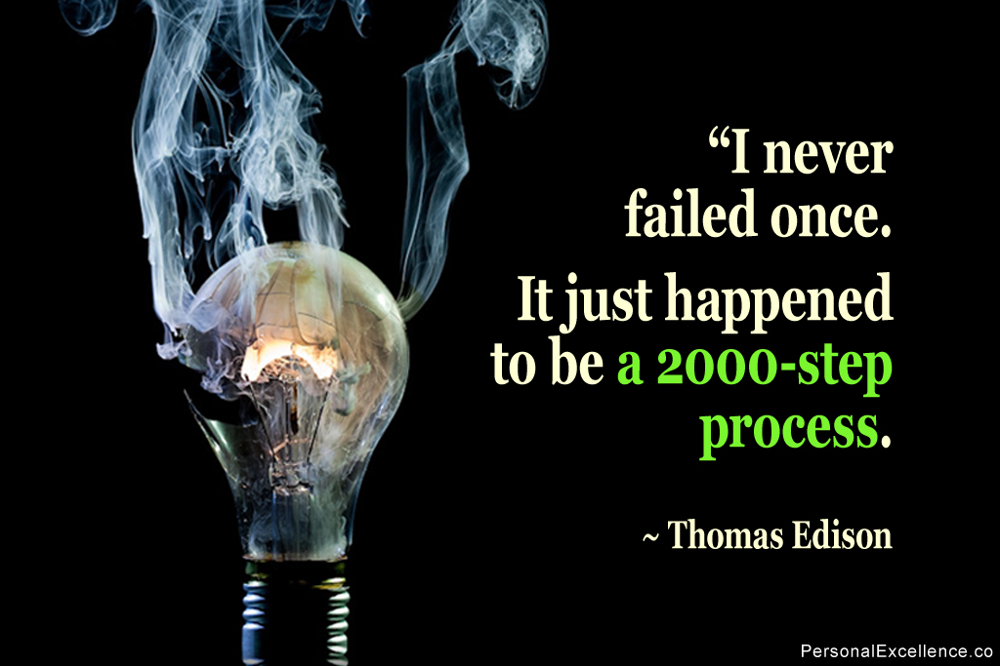 “I never
failed once.
It just happened
to be a 2000-step
process.
~ Thomas Edison
PersonalExcellence.co